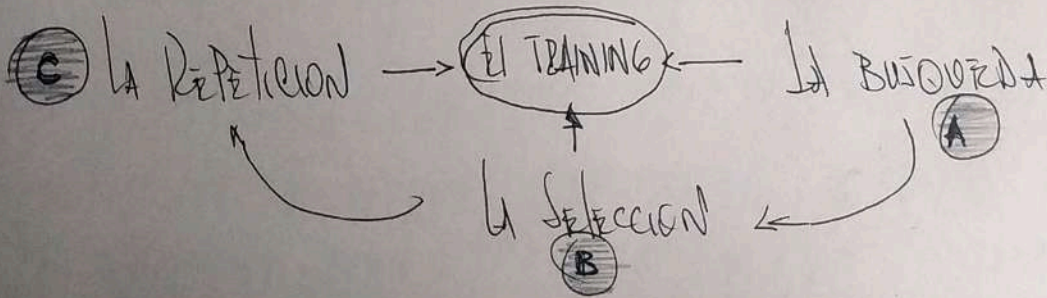 C LA REPETICION → El TRAINING ← LA BUSQUEDA
A
LA SELECCION
B